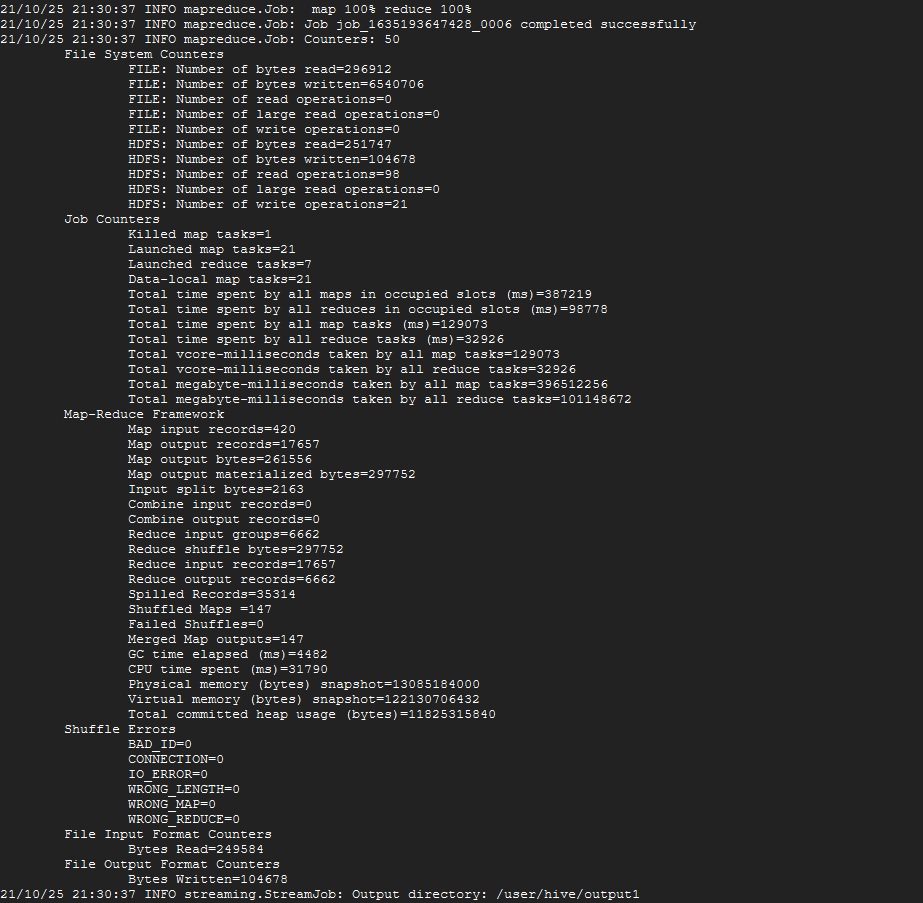 21/10/25 21:30:37 INFO mapreduce.Job:  map 100% reduce 100%
21/10/25 21:30:37 INFO mapreduce.Job: Job job_1635193647428_0006 completed successfully
21/10/25 21:30:37 INFO mapreduce.Job: Counters: 50
File System Counters
FILE: Number of bytes read=296912
FILE: Number of bytes written=6540706
FILE: Number of read operations=0
FILE: Number of large read operations=0
FILE: Number of write operations=0
HDFS: Number of bytes read=251747
HDFS: Number of bytes written=104678
HDFS: Number of read operations=98
HDFS: Number of large read operations=0
HDFS: Number of write operations=21
Job Counters
Killed map tasks=1
Launched map tasks=21
Launched reduce tasks=7
Data-local map tasks=21
Total time spent by all maps in occupied slots (ms)=387219
Total time spent by all reduces in occupied slots (ms)=98778
Total time spent by all map tasks (ms)=129073
Total time spent by all reduce tasks (ms)=32926
Total vcore-milliseconds taken by all map tasks=129073
Total vcore-milliseconds taken by all reduce tasks=32926
Total megabyte-milliseconds taken by all map tasks=396512256
Total megabyte-milliseconds taken by all reduce tasks=101148672
Map-Reduce Framework
Map input records=420
Map output records=17657
Map output bytes=261556
Map output materialized bytes=297752
Input split bytes=2163
Combine input records=0
Combine output records=0
Reduce input groups=6662
Reduce shuffle bytes=297752
Reduce input records=17657
Reduce output records=6662
Spilled Records=35314
Shuffled Maps =147
Failed Shuffles=0
Merged Map outputs=147
GC time elapsed (ms)=4482
CPU time spent (ms)=31790
Physical memory (bytes) snapshot=13085184000
Virtual memory (bytes) snapshot=122130706432
Total committed heap usage (bytes)=11825315840
Shuffle Errors
BAD_ID=0
CONNECTION=0
IO_ERROR=0
WRONG_LENGTH=0
WRONG_MAP=0
WRONG_REDUCE=0
File Input Format Counters
Bytes Read=249584
File Output Format Counters
Bytes Written=104678
21/10/25 21:30:37 INFO streaming.StreamJob: Output directory: /user/hive/output1